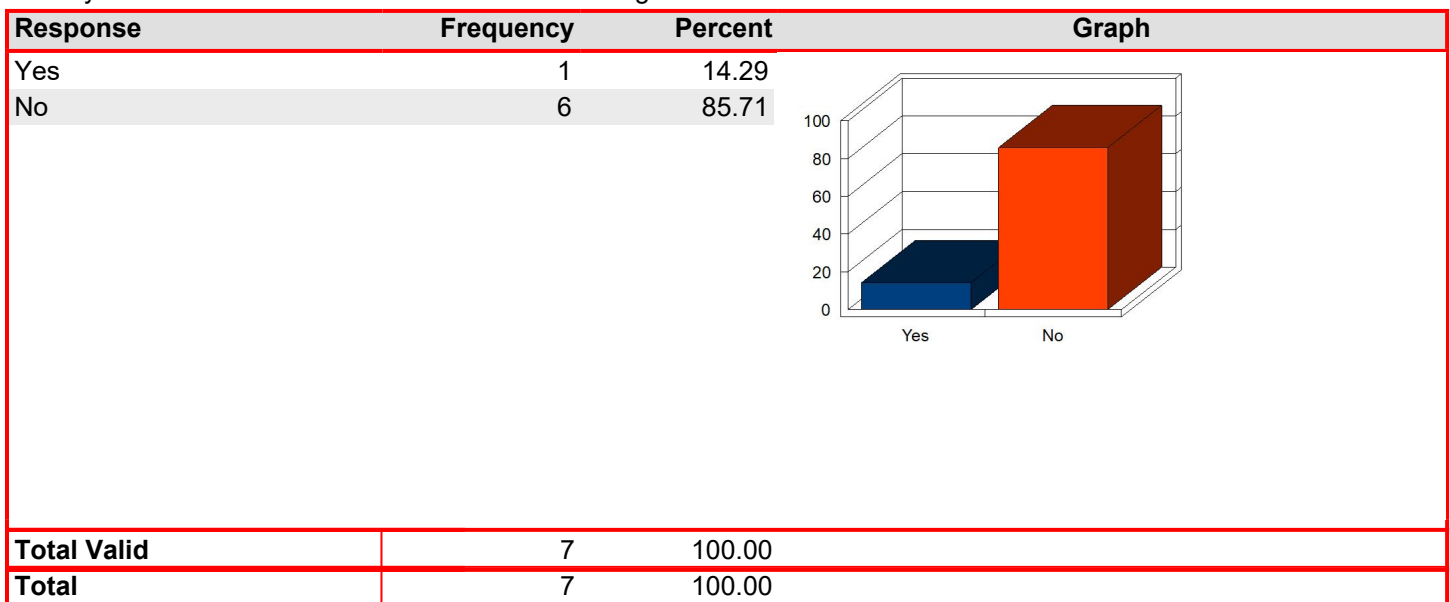 Response Frequency Percent Graph
Yes 1 14.29
No 6 85.71
100
80
60
40
20
0
Yes No
Total Valid 7 100.00
Total 7 100.00